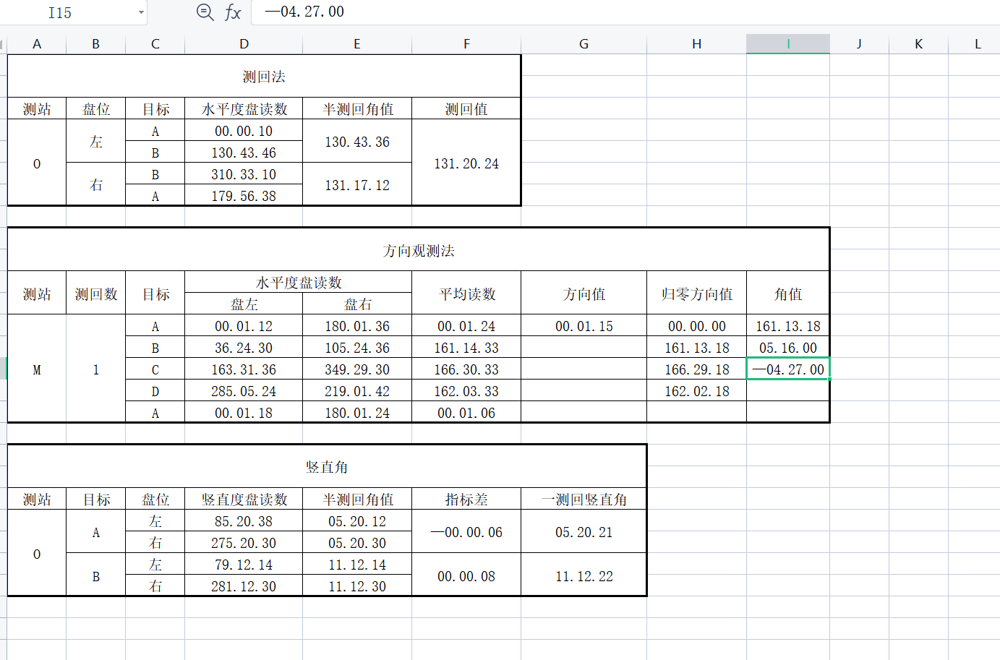 I15 fx —04.27.00
A B C D E F G H I J K L
测回法
测站 盘位 目标 水平度盘读数 半测回角值 测回值
O 左 A 00.00.10 130.43.36 131.20.24
B 130.43.46
右 B 310.33.10 131.17.12
A 179.56.38
方向观测法
测站 测回数 目标 水平度盘读数 平均读数 方向值 归零方向值 角值
盘左 盘右
M 1 A 00.01.12 180.01.36 00.01.24 00.01.15 00.00.00 161.13.18
B 36.24.30 105.24.36 161.14.33 161.13.18 05.16.00
C 163.31.36 349.29.30 166.30.33 166.29.18 —04.27.00
D 285.05.24 219.01.42 162.03.33 162.02.18
A 00.01.18 180.01.24 00.01.06
竖直角
测站 目标 盘位 竖直度盘读数 半测回角值 指标差 一测回竖直角
O A 左 85.20.38 05.20.12 —00.00.06 05.20.21
右 275.20.30 05.20.30
B 左 79.12.14 11.12.14 00.00.08 11.12.22
右 281.12.30 11.12.30